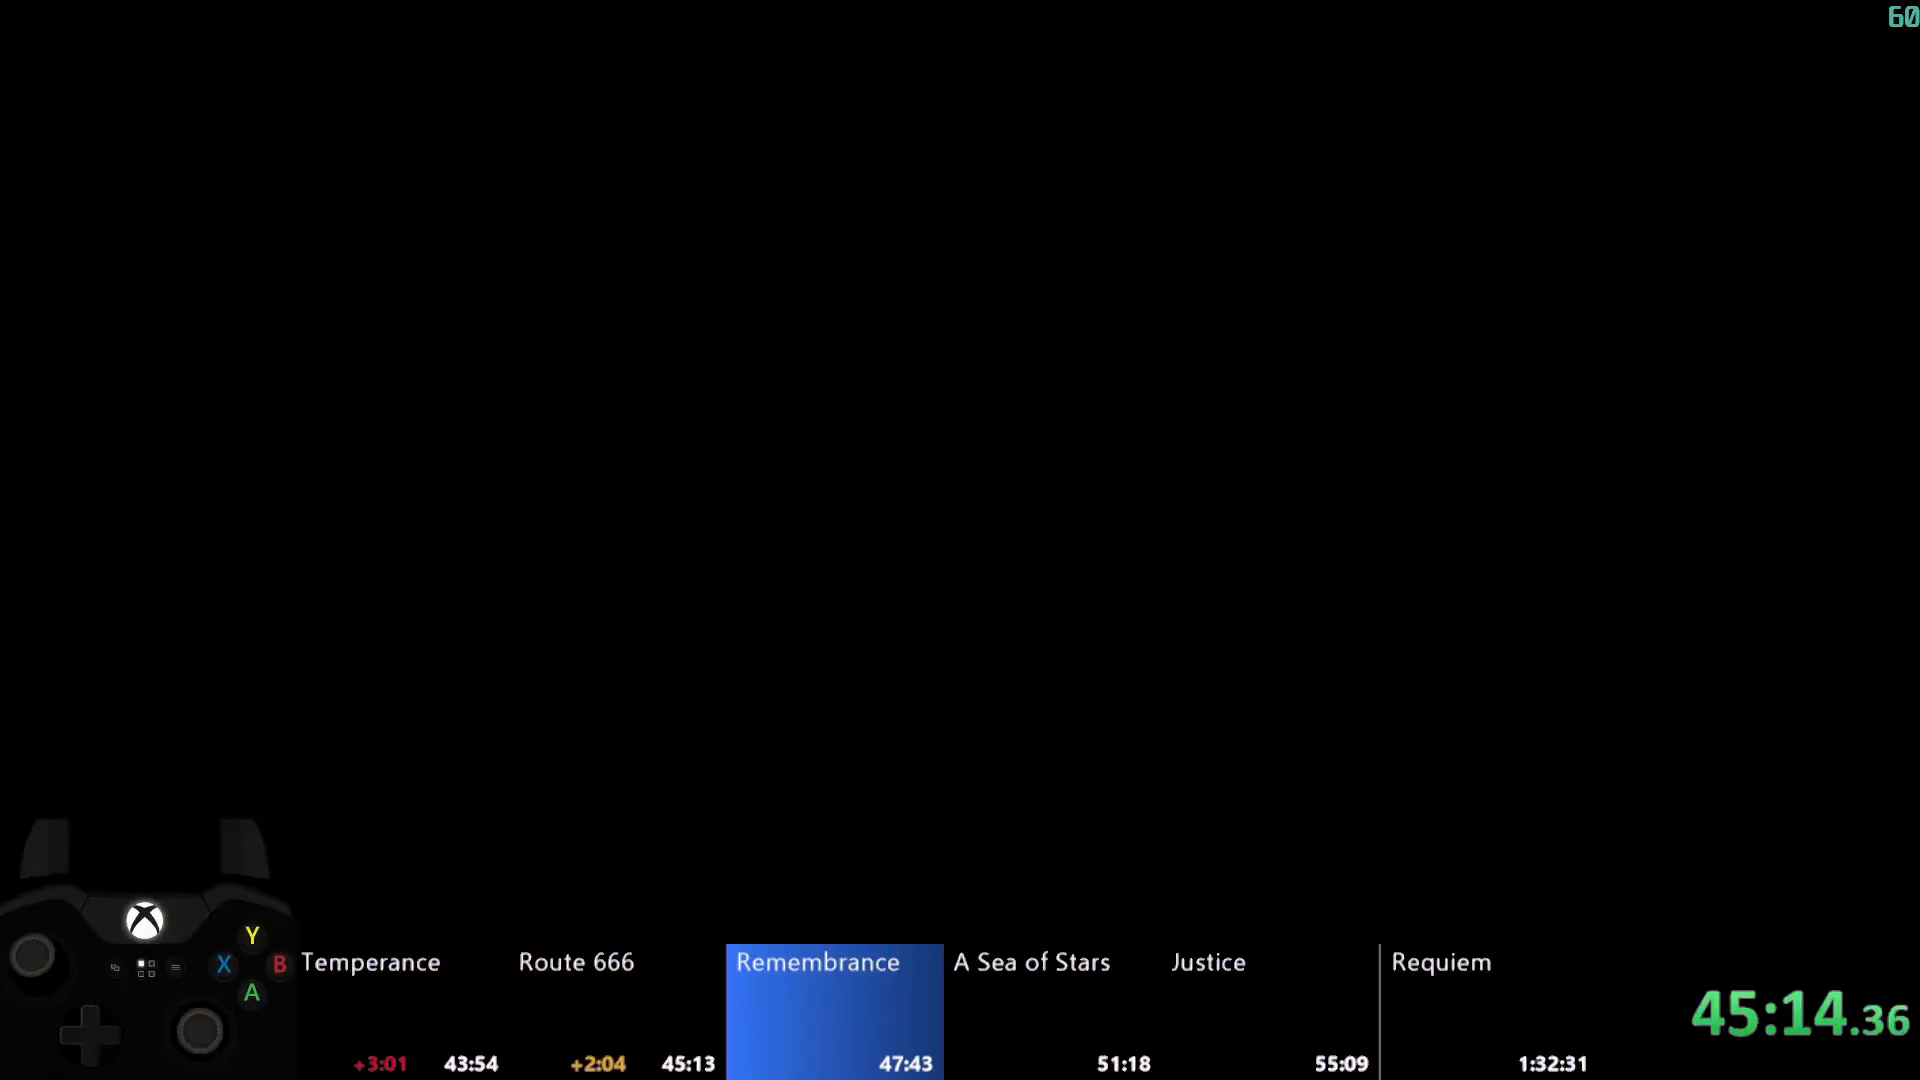 60
Y
X B
A
Temperance Route 666 Remembrance A Sea of Stars Justice Requiem
+3:01 43:54 +2:04 45:13 47:43 51:18 55:09 1:32:31
45:14.36